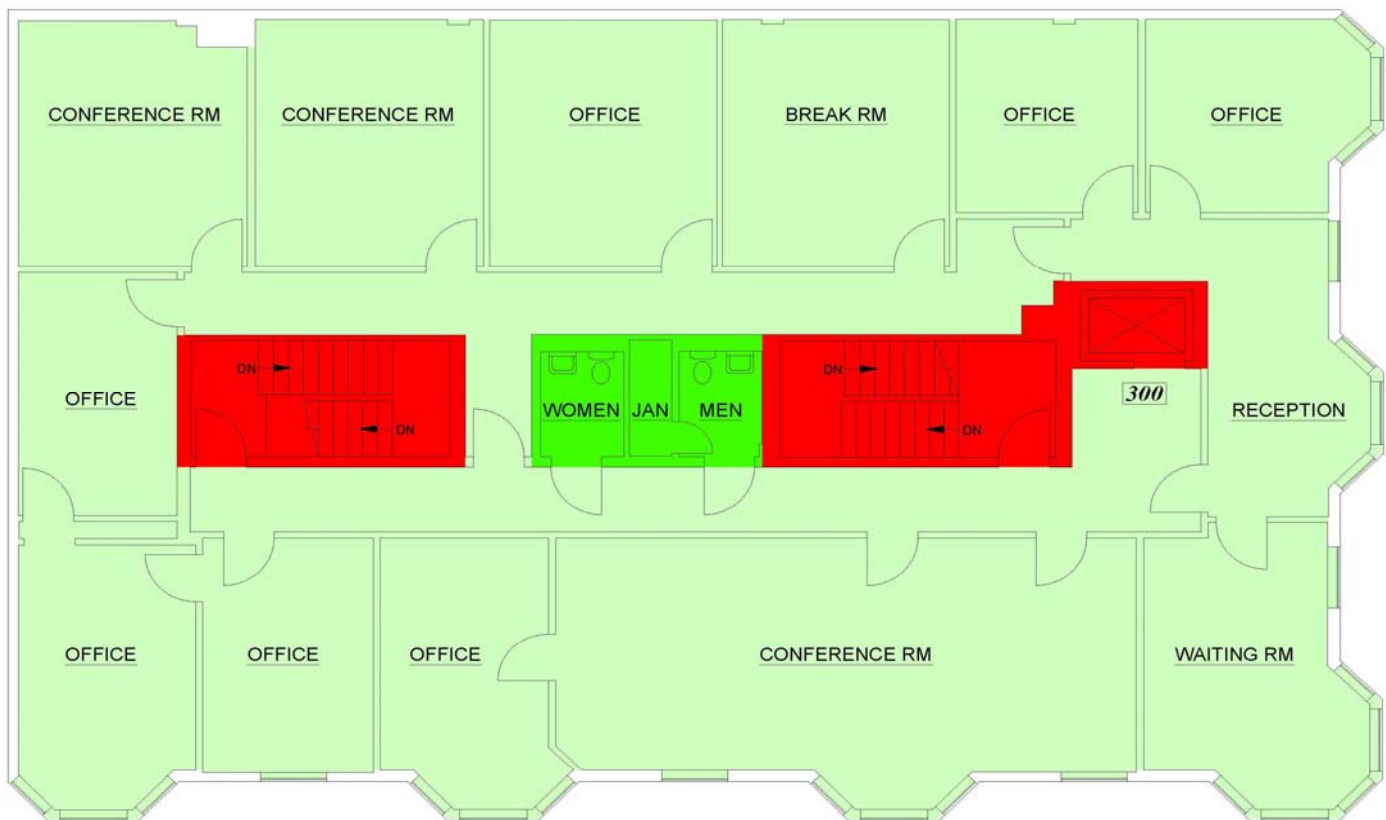 CONFERENCE RM
CONFERENCE RM
OFFICE
BREAK RM
OFFICE
OFFICE
DN
DN
OFFICE
WOMEN
JAN
MEN
300
RECEPTION
DN
DN
OFFICE
OFFICE
OFFICE
CONFERENCE RM
WAITING RM